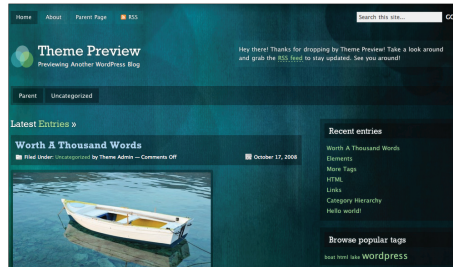 Home About Parent Page RSS
Search this site... GO
Theme Preview
Previewing Another WordPress Blog
Hey there! Thanks for dropping by Theme Preview! Take a look around
and grab the RSS feed to stay updated. See you around!
Parent Uncategorized
Latest Entries »
Worth A Thousand Words
Filed Under: Uncategorized by Theme Admin — Comments Off
October 17, 2008
Recent entries
Worth A Thousand Words
Elements
More Tags
HTML
Links
Category Hierarchy
Hello world!
Browse popular tags
boat html lake wordpress